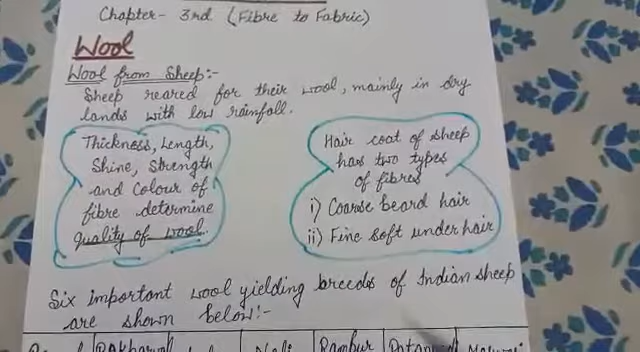 Chapter- 3rd (Fibre to Fabric)
Wool
Wool from Sheep:-
Sheep reared for their wool, mainly in dry
lands with low rainfall.
Thickness, Length,
Shine, Strength
and Colour of
fibre determine
quality of wool.
Hair coat of sheep
has two types
of fibres
i) Coarse beard hair
ii) Fine soft under hair
Six important wool yielding breeds of Indian sheep
are shown below:-
Nali
Rampur